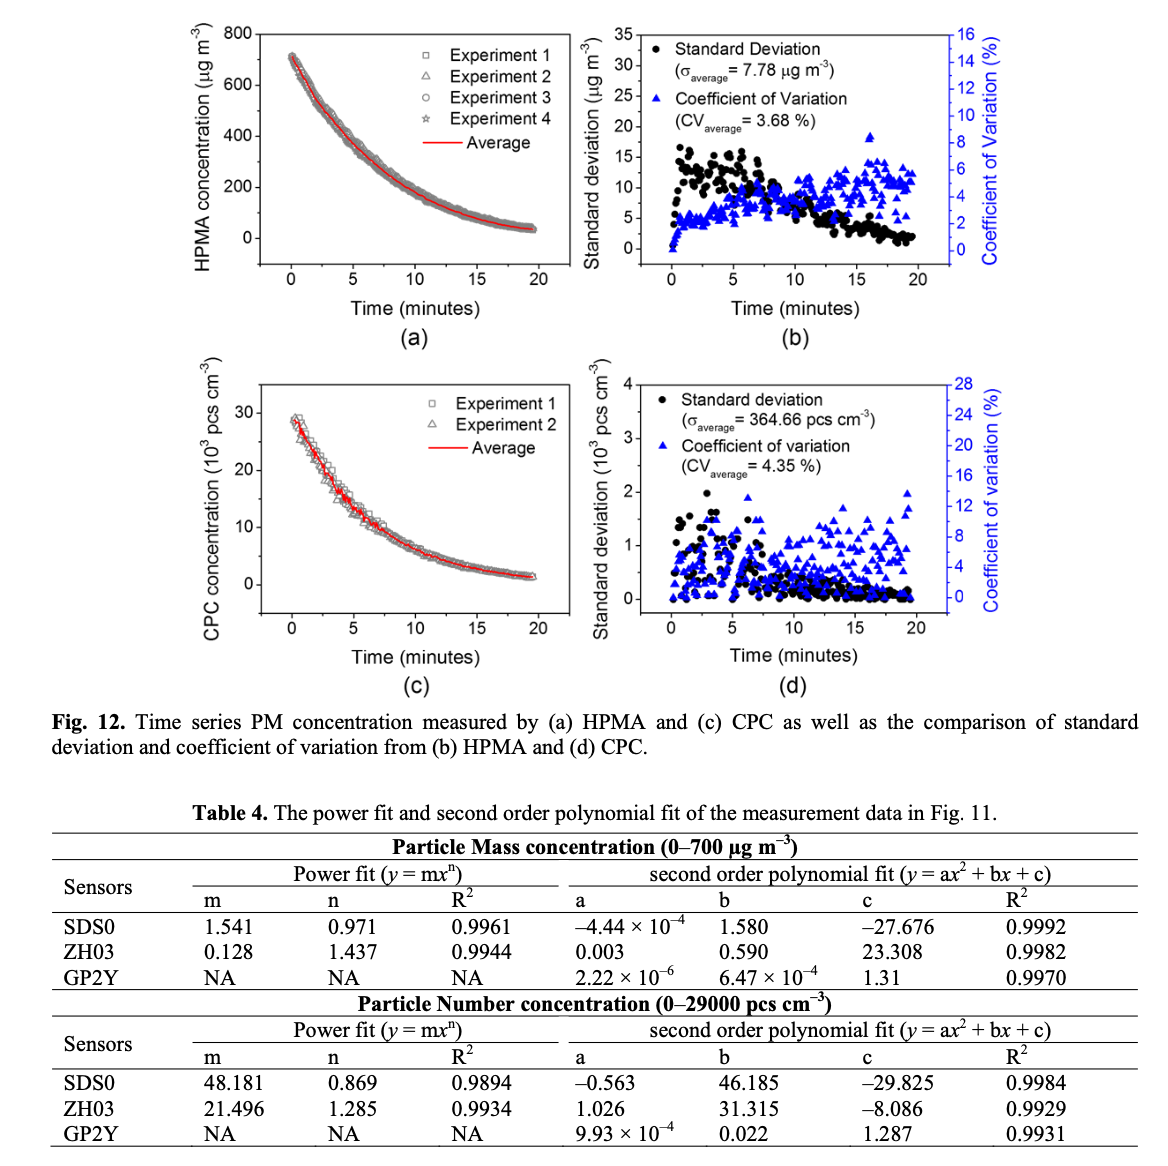 HPMA concentration (μg m⁻³)
800
600
400
200
0
Experiment 1
Experiment 2
Experiment 3
Experiment 4
Average
0 5 10 15 20
Time (minutes)
(a)
Standard deviation (μg m⁻³)
35
30
25
20
15
10
5
0
Standard Deviation
(σaverage= 7.78 μg m⁻³)
Coefficient of Variation
(CVaverage= 3.68 %)
16
14
12
10
8
6
4
2
0
Coefficient of Variation (%)
0 5 10 15 20
Time (minutes)
(b)
CPC concentration (10³ pcs cm⁻³)
30
20
10
0
Experiment 1
Experiment 2
Average
0 5 10 15 20
Time (minutes)
(c)
Standard deviation (10³ pcs cm⁻³)
4
3
2
1
0
Standard deviation
(σaverage= 364.66 pcs cm⁻³)
Coefficient of variation
(CVaverage= 4.35 %)
28
24
20
16
12
8
4
0
Coefficient of variation (%)
0 5 10 15 20
Time (minutes)
(d)
Fig. 12. Time series PM concentration measured by (a) HPMA and (c) CPC as well as the comparison of standard
deviation and coefficient of variation from (b) HPMA and (d) CPC.
Table 4. The power fit and second order polynomial fit of the measurement data in Fig. 11.
Particle Mass concentration (0–700 μg m⁻³)
Sensors Power fit (y = mxⁿ) second order polynomial fit (y = ax² + bx + c)
m n R² a b c R²
SDS0 1.541 0.971 0.9961 –4.44 × 10⁻⁴ 1.580 –27.676 0.9992
ZH03 0.128 1.437 0.9944 0.003 0.590 23.308 0.9982
GP2Y NA NA NA 2.22 × 10⁻⁶ 6.47 × 10⁻⁴ 1.31 0.9970
Particle Number concentration (0–29000 pcs cm⁻³)
Sensors Power fit (y = mxⁿ) second order polynomial fit (y = ax² + bx + c)
m n R² a b c R²
SDS0 48.181 0.869 0.9894 –0.563 46.185 –29.825 0.9984
ZH03 21.496 1.285 0.9934 1.026 31.315 –8.086 0.9929
GP2Y NA NA NA 9.93 × 10⁻⁴ 0.022 1.287 0.9931